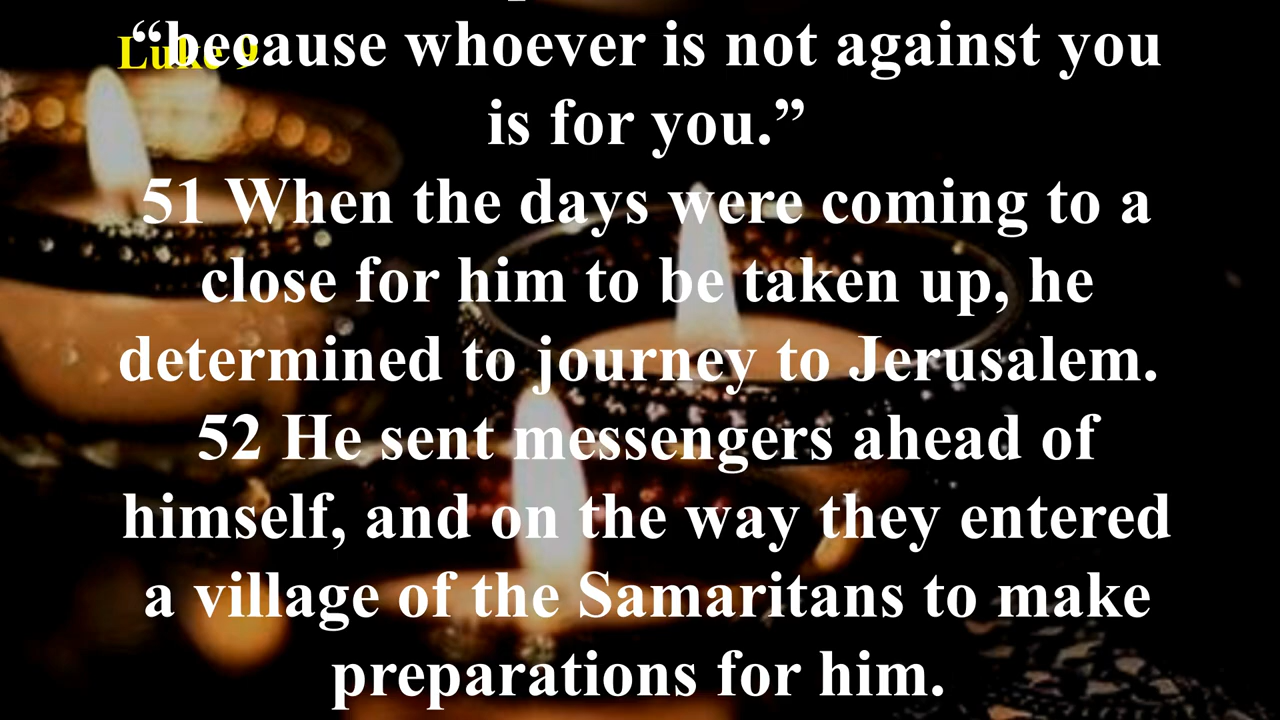 Luke 9
“because whoever is not against you
is for you.”
51 When the days were coming to a
close for him to be taken up, he
determined to journey to Jerusalem.
52 He sent messengers ahead of
himself, and on the way they entered
a village of the Samaritans to make
preparations for him.